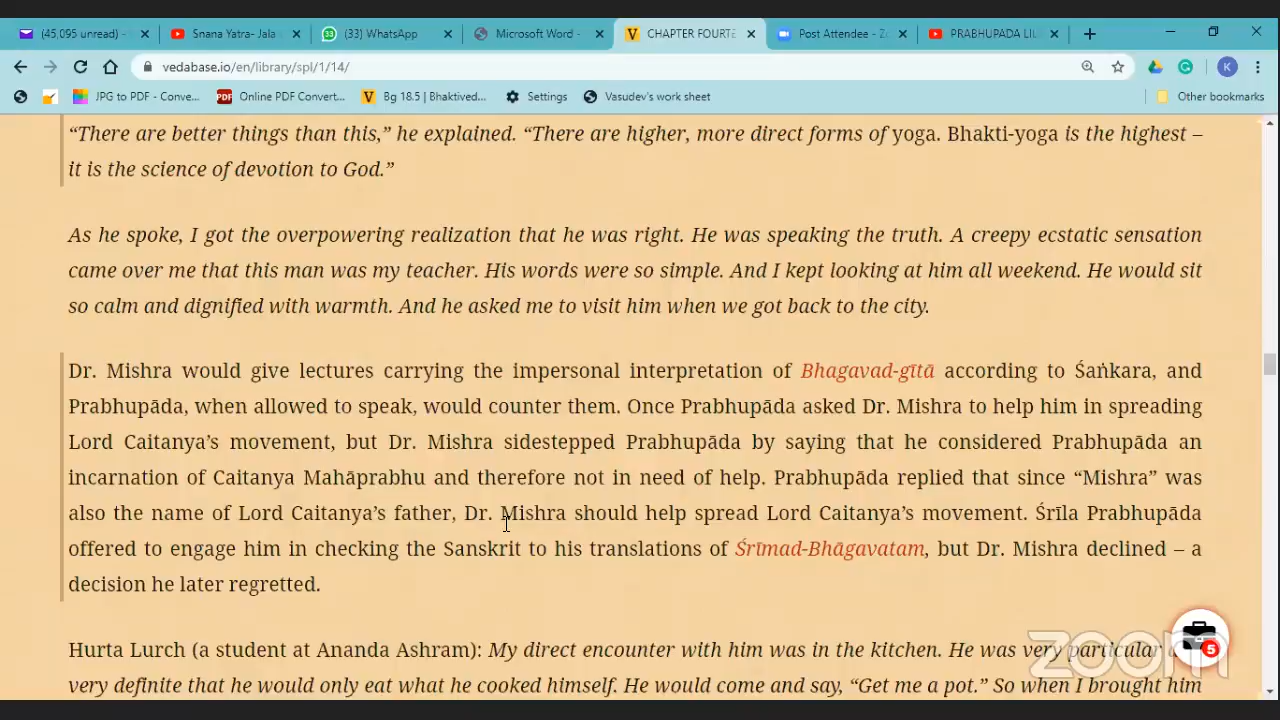 (45,095 unread) -
Snana Yatra- Jala
(33) WhatsApp
Microsoft Word -
CHAPTER FOURTE
Post Attendee - Z
PRABHUPADA LIL
vedabase.io/en/library/spl/1/14/
JPG to PDF - Conve...
Online PDF Convert...
Bg 18.5 | Bhaktived...
Settings
Vasudev's work sheet
Other bookmarks
“There are better things than this,” he explained. “There are higher, more direct forms of yoga. Bhakti-yoga is the highest –
it is the science of devotion to God.”
As he spoke, I got the overpowering realization that he was right. He was speaking the truth. A creepy ecstatic sensation
came over me that this man was my teacher. His words were so simple. And I kept looking at him all weekend. He would sit
so calm and dignified with warmth. And he asked me to visit him when we got back to the city.
Dr. Mishra would give lectures carrying the impersonal interpretation of Bhagavad-gītā according to Śaṅkara, and
Prabhupāda, when allowed to speak, would counter them. Once Prabhupāda asked Dr. Mishra to help him in spreading
Lord Caitanya’s movement, but Dr. Mishra sidestepped Prabhupāda by saying that he considered Prabhupāda an
incarnation of Caitanya Mahāprabhu and therefore not in need of help. Prabhupāda replied that since “Mishra” was
also the name of Lord Caitanya’s father, Dr. Mishra should help spread Lord Caitanya’s movement. Śrīla Prabhupāda
offered to engage him in checking the Sanskrit to his translations of Śrīmad-Bhāgavatam, but Dr. Mishra declined – a
decision he later regretted.
Hurta Lurch (a student at Ananda Ashram): My direct encounter with him was in the kitchen. He was very particular
very definite that he would only eat what he cooked himself. He would come and say, “Get me a pot.” So when I brought him
5
zoom